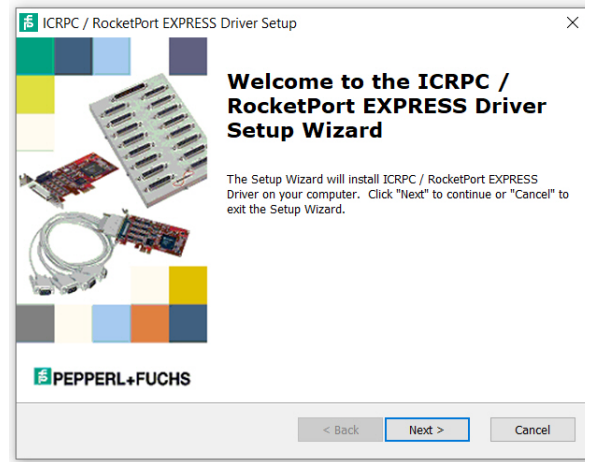 ICRPC / RocketPort EXPRESS Driver Setup
Welcome to the ICRPC /
RocketPort EXPRESS Driver
Setup Wizard
The Setup Wizard will install ICRPC / RocketPort EXPRESS
Driver on your computer. Click "Next" to continue or "Cancel" to
exit the Setup Wizard.
PEPPERL+FUCHS
< Back
Next >
Cancel